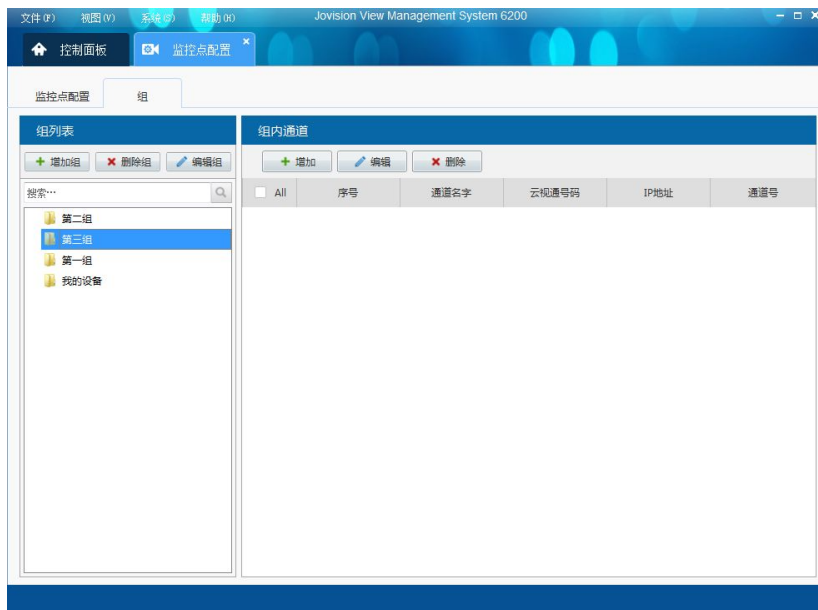 文件(F) 视图(V) 系统(S) 帮助(H) Jovision View Management System 6200
控制面板 监控点配置
监控点配置 组
组列表
增加组 删除组 编辑组
搜索…
第二组
第三组
第一组
我的设备
组内通道
增加 编辑 删除
All 序号 通道名字 云视通号码 IP地址 通道号